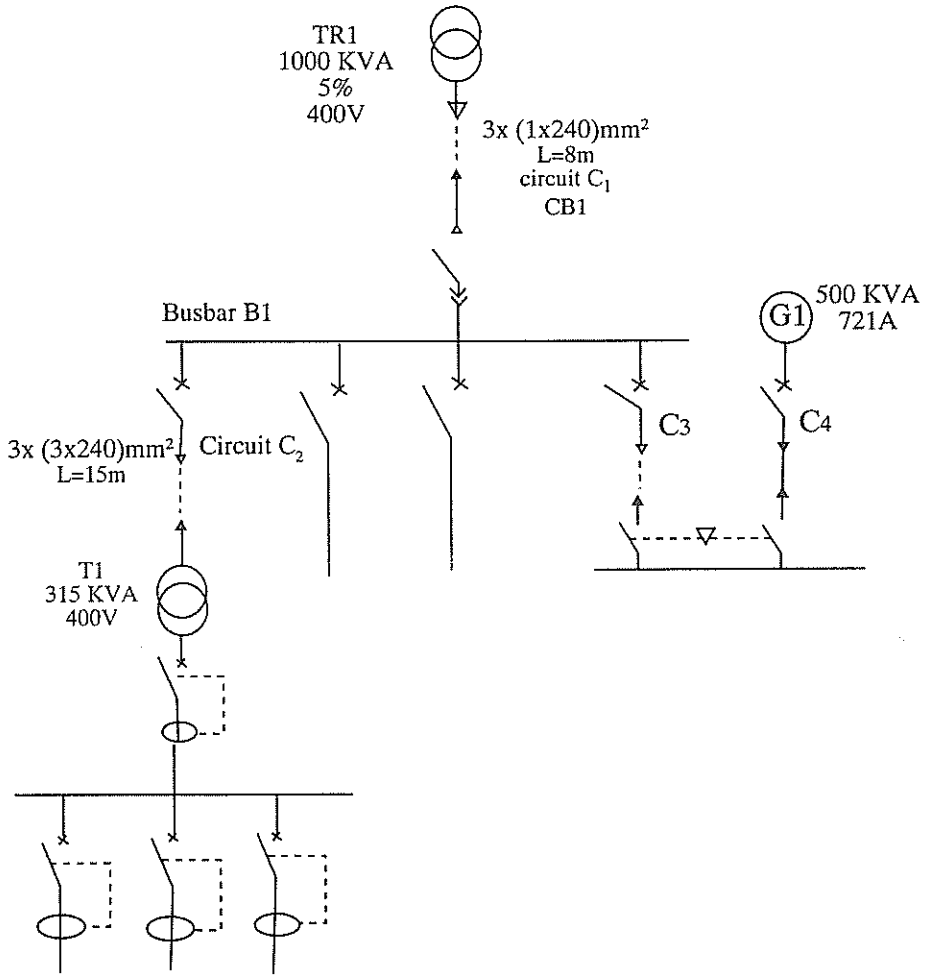 TR1
1000 KVA
5%
400V
3x (1x240)mm²
L=8m
circuit C₁
CB1
Busbar B1
G1
500 KVA
721A
3x (3x240)mm²
L=15m
Circuit C₂
C3
C4
T1
315 KVA
400V